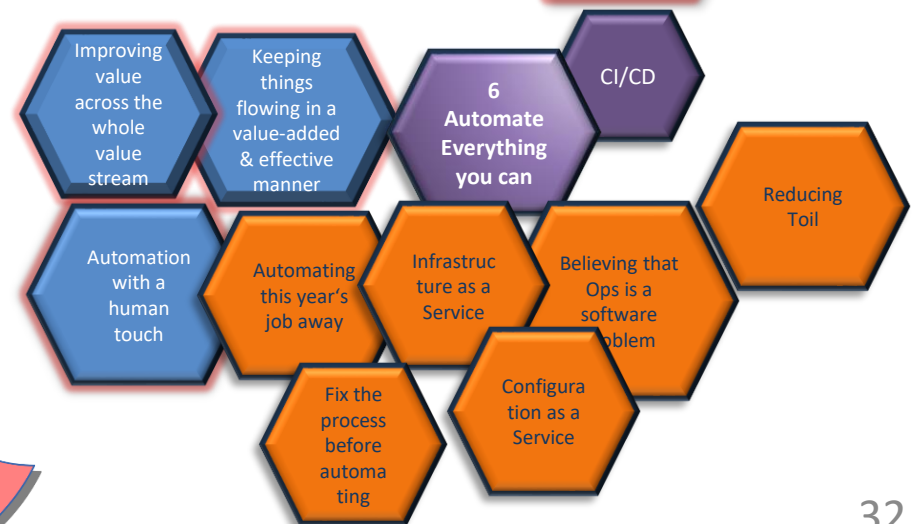 Improving
value
across the
whole
value
stream
Keeping
things
flowing in a
value-added
& effective
manner
6
Automate
Everything
you can
CI/CD
Reducing
Toil
Automation
with a
human
touch
Automating
this year's
job away
Infrastruc
ture as a
Service
Believing that
Ops is a
software
oblem
Fix the
process
before
automa
ting
Configura
tion as a
Service
32